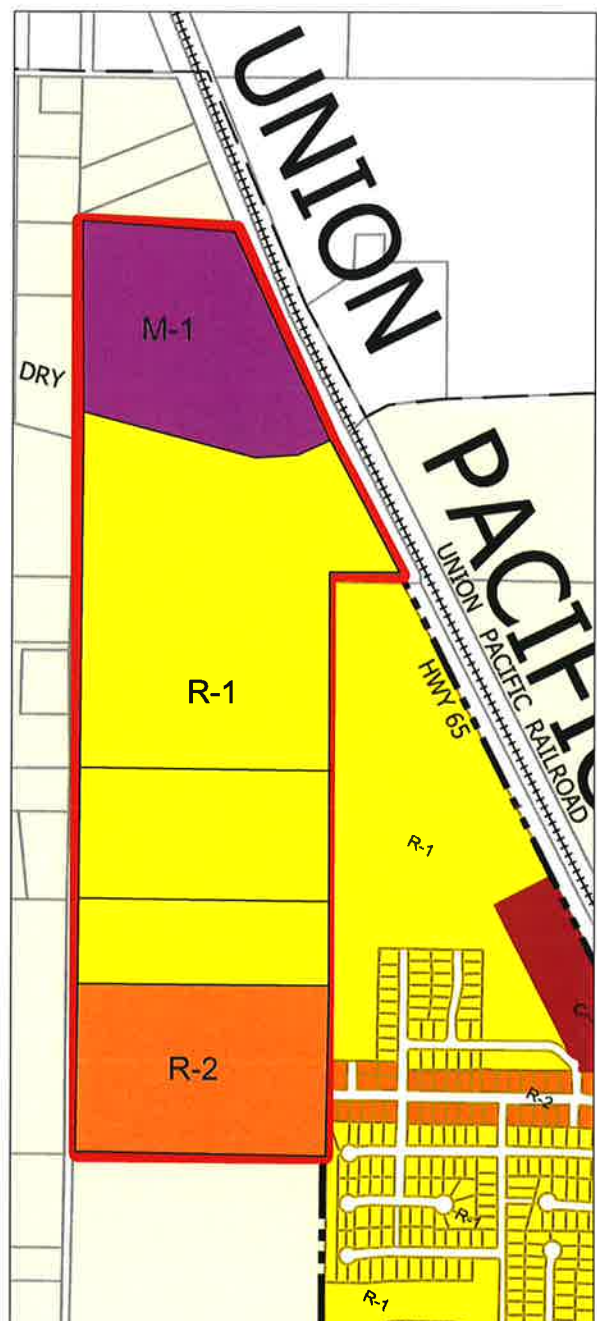 UNION
M-1
DRY
PACIFIC
UNION PACIFIC RAILROAD
HWY 65
R-1
R-1
R-2
R-2
R-1
R-1